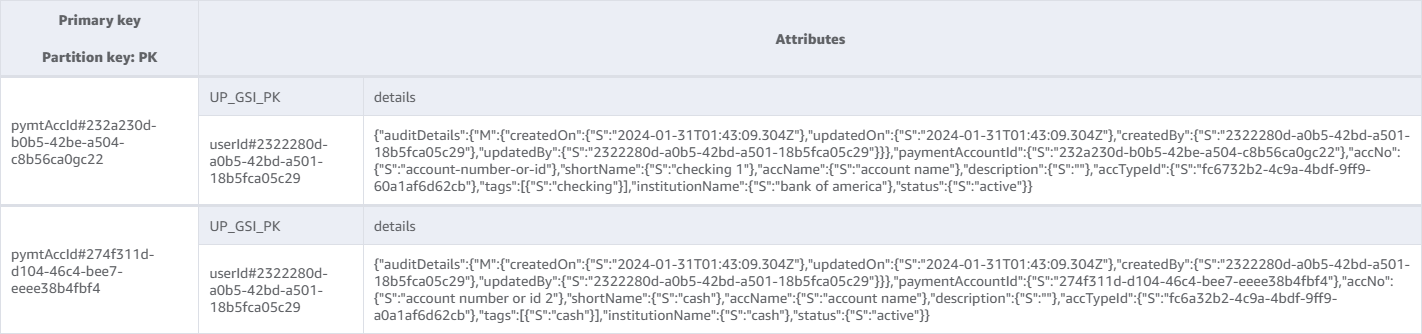 Primary key
Partition key: PK
Attributes
pymtAccId#232a230d-
b0b5-42be-a504-
c8b56ca0gc22
UP_GSI_PK
details
userId#2322280d-
a0b5-42bd-a501-
18b5fca05c29
{"auditDetails":{"M":{"createdOn":{"S":"2024-01-31T01:43:09.304Z"},"updatedOn":{"S":"2024-01-31T01:43:09.304Z"},"createdBy":{"S":"2322280d-a0b5-42bd-a501-
18b5fca05c29"},"updatedBy":{"S":"2322280d-a0b5-42bd-a501-18b5fca05c29"}}},"paymentAccountId":{"S":"232a230d-b0b5-42be-a504-c8b56ca0gc22"},"accNo":
{"S":"account-number-or-id"},"shortName":{"S":"checking 1"},"accName":{"S":"account name"},"description":{"S":""},"accTypeId":{"S":"fc6732b2-4c9a-4bdf-9ff9-
60a1af6d62cb"},"tags":[{"S":"checking"}],"institutionName":{"S":"bank of america"},"status":{"S":"active"}}
pymtAccId#274f311d-
d104-46c4-bee7-
eeee38b4fbf4
UP_GSI_PK
details
userId#2322280d-
a0b5-42bd-a501-
18b5fca05c29
{"auditDetails":{"M":{"createdOn":{"S":"2024-01-31T01:43:09.304Z"},"updatedOn":{"S":"2024-01-31T01:43:09.304Z"},"createdBy":{"S":"2322280d-a0b5-42bd-a501-
18b5fca05c29"},"updatedBy":{"S":"2322280d-a0b5-42bd-a501-18b5fca05c29"}}},"paymentAccountId":{"S":"274f311d-d104-46c4-bee7-eeee38b4fbf4"},"accNo":
{"S":"account number or id 2"},"shortName":{"S":"cash"},"accName":{"S":"account name"},"description":{"S":""},"accTypeId":{"S":"fc6a32b2-4c9a-4bdf-9ff9-
a0a1af6d62cb"},"tags":[{"S":"cash"}],"institutionName":{"S":"cash"},"status":{"S":"active"}}